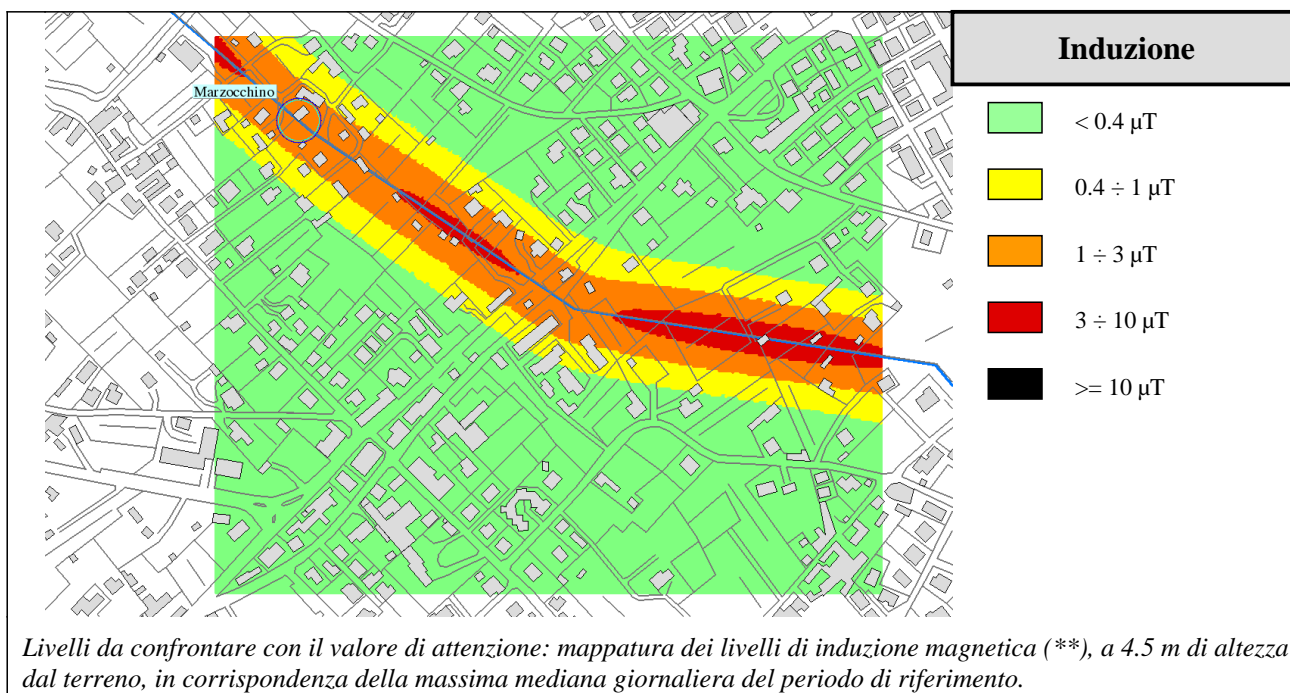 Induzione
Marzocchino
< 0.4 µT
0.4 ÷ 1 µT
1 ÷ 3 µT
3 ÷ 10 µT
>= 10 µT
Livelli da confrontare con il valore di attenzione: mappatura dei livelli di induzione magnetica (**), a 4.5 m di altezza
dal terreno, in corrispondenza della massima mediana giornaliera del periodo di riferimento.